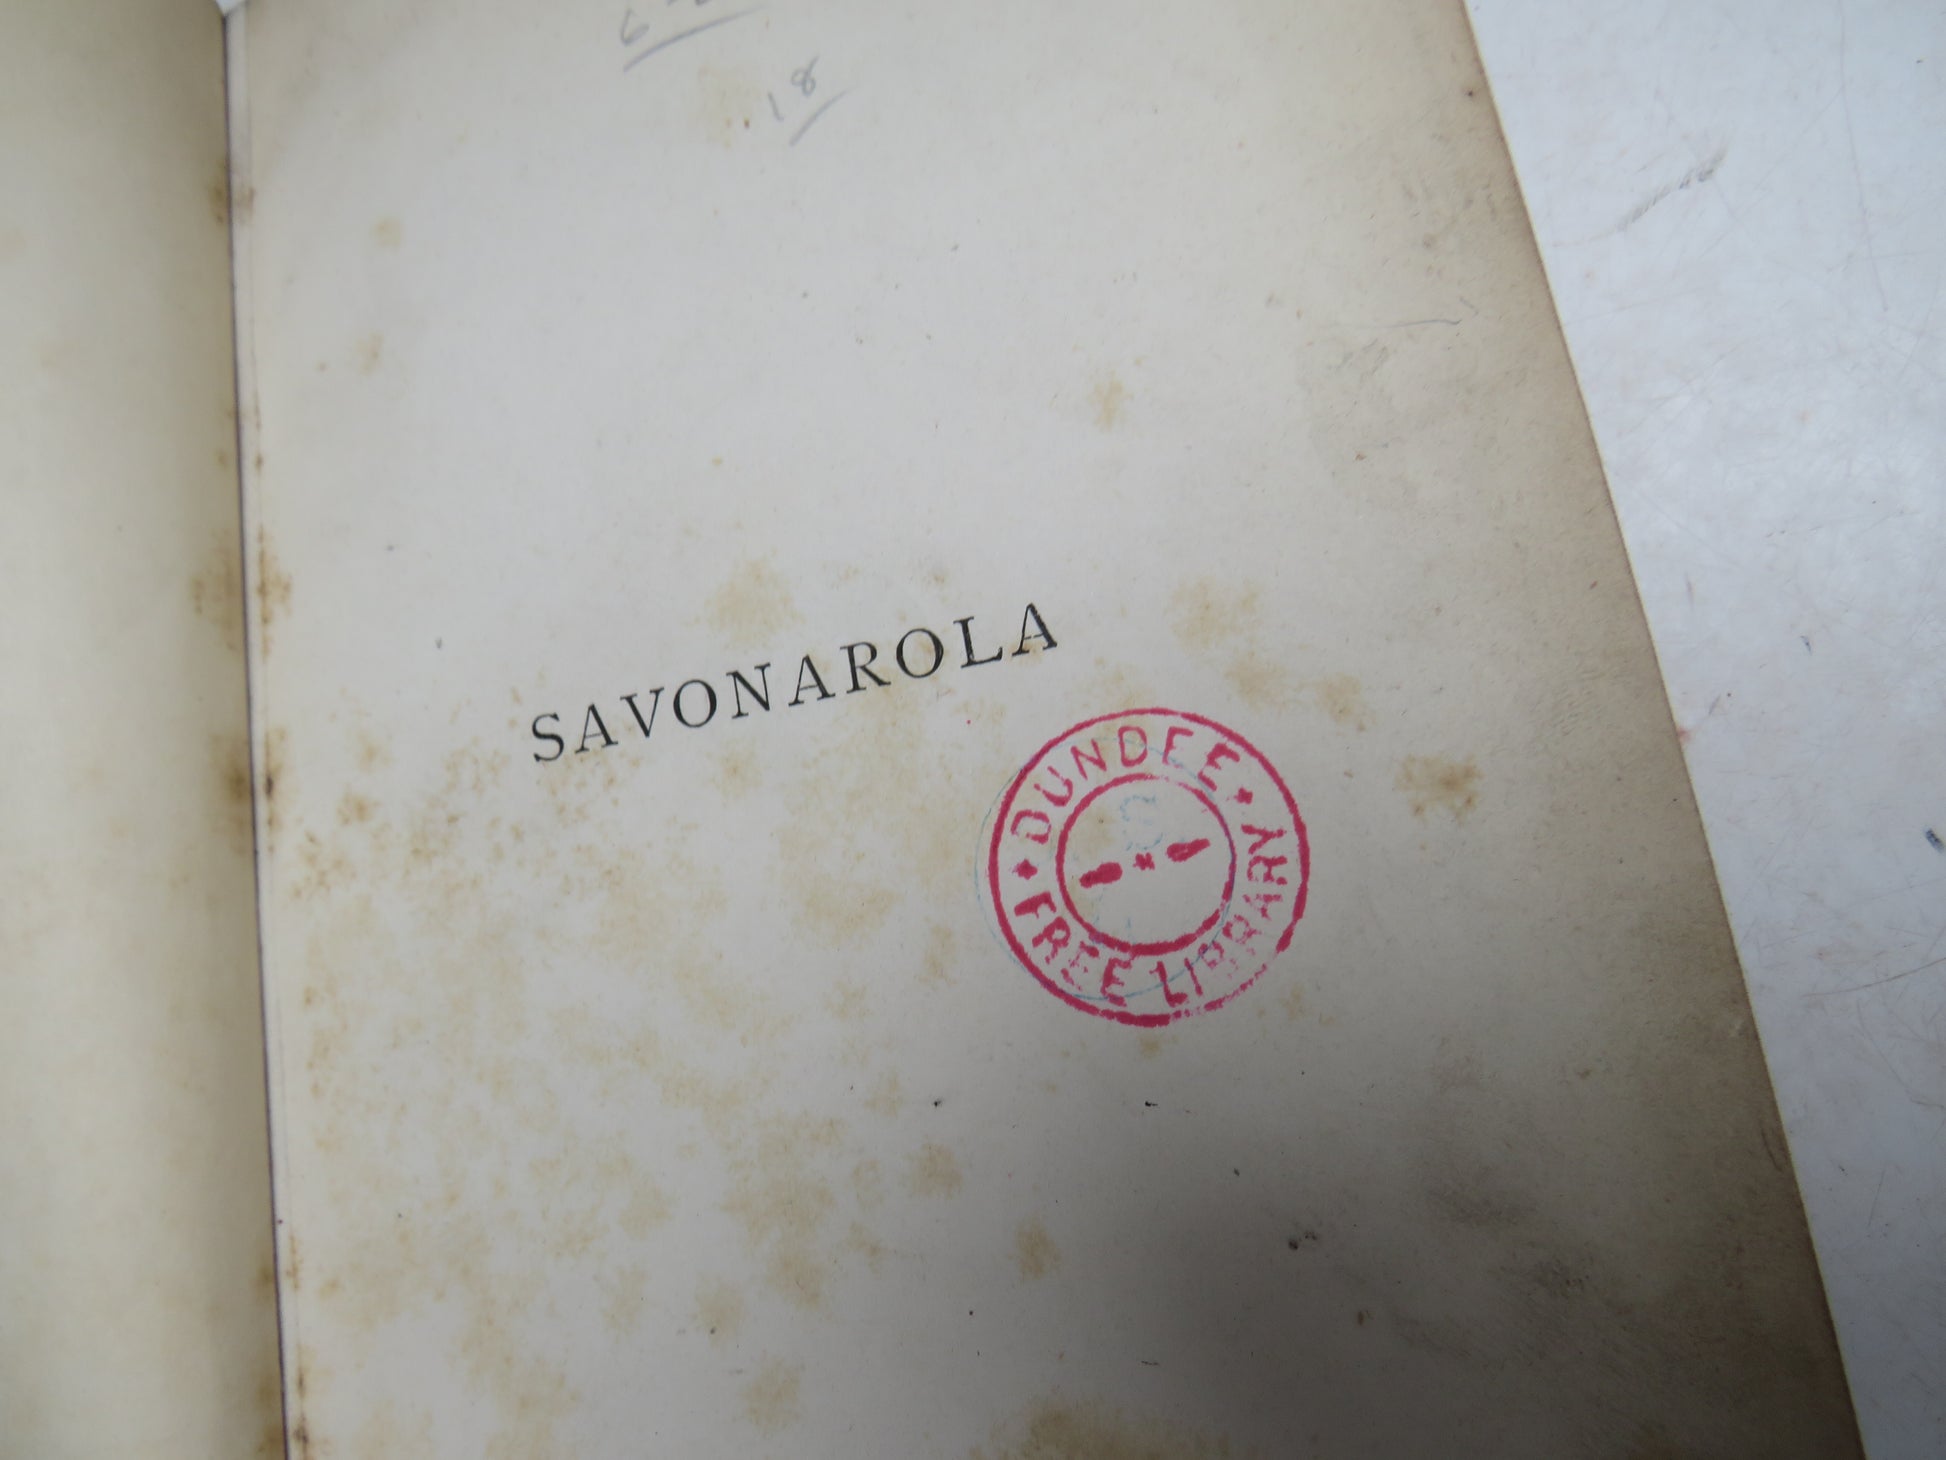 18
SAVONAROLA
DUNDEE
FREE LIBRARY